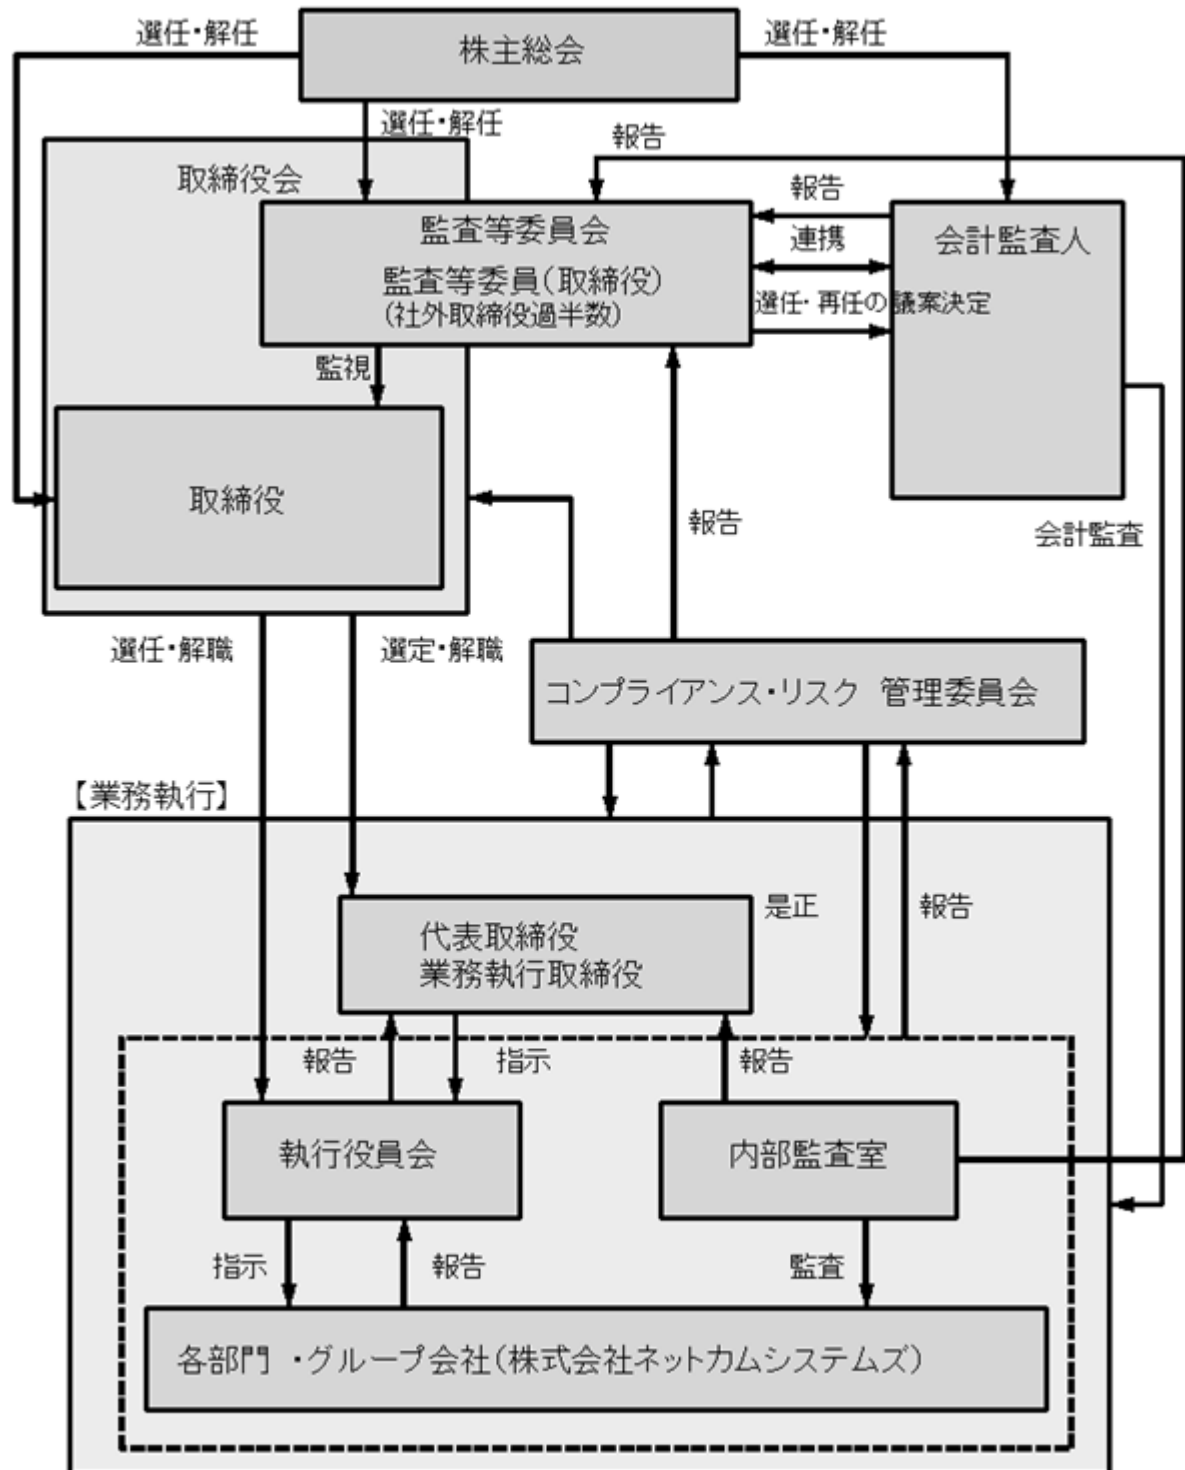 選任・解任
株主総会
選任・解任
選任・解任
報告
取締役会
報告
監査等委員会
連携
会計監査人
監査等委員(取締役)
(社外取締役過半数)
選任・再任の議案決定
監視
取締役
報告
会計監査
選任・解職
選定・解職
コンプライアンス・リスク 管理委員会
【業務執行】
是正
報告
代表取締役
業務執行取締役
報告
指示
報告
執行役員会
内部監査室
指示
報告
監査
各部門 ・グループ会社(株式会社ネットカムシステムズ)